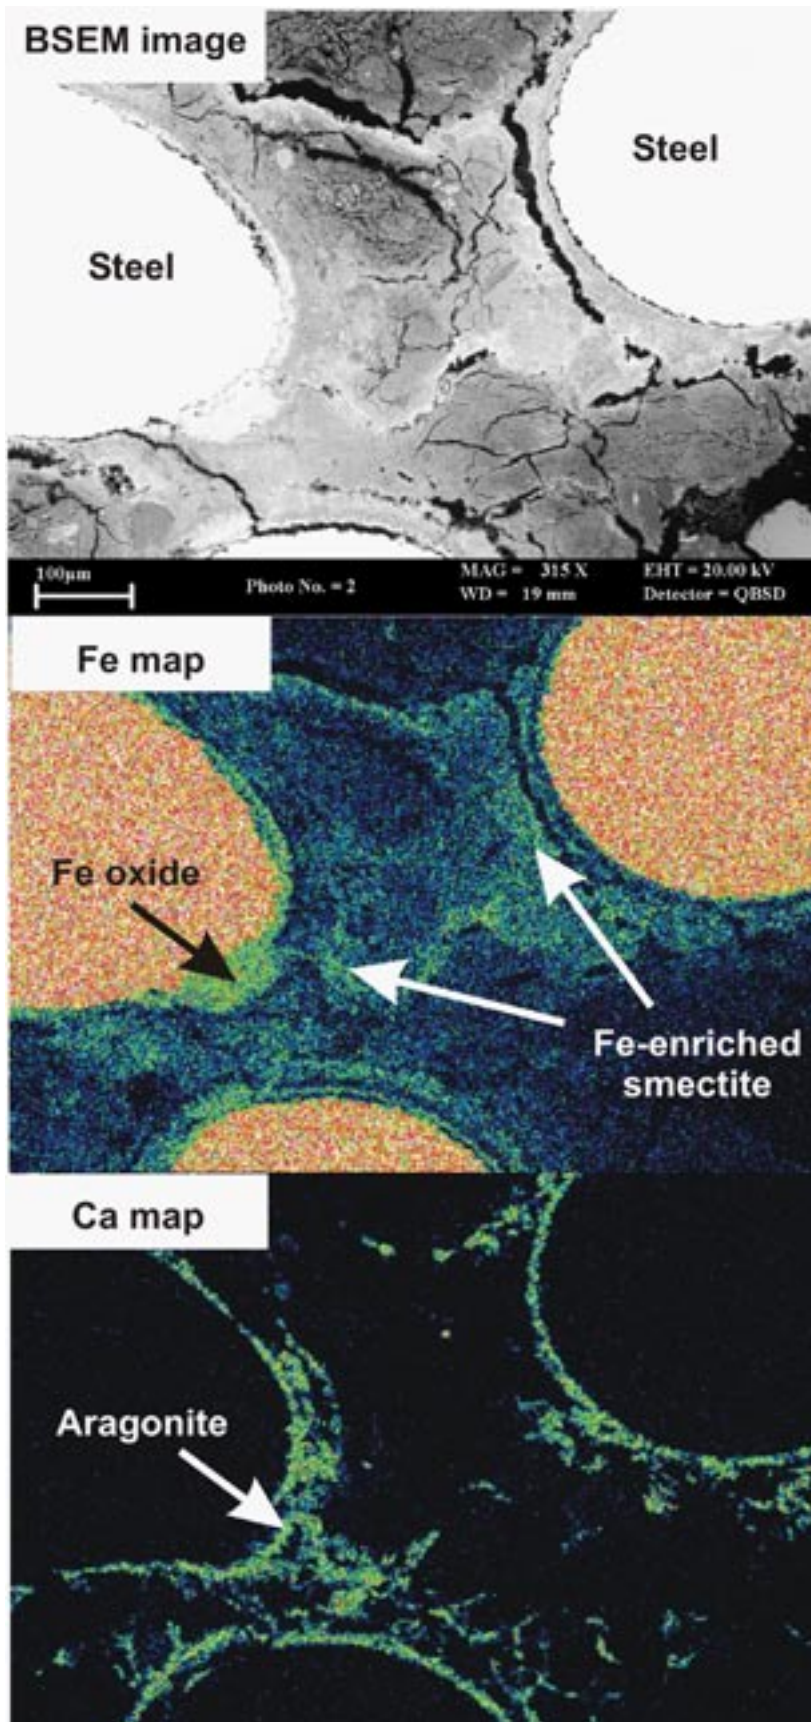 BSEM image
Steel
Steel
100µm
Photo No. = 2
MAG = 315 X
WD = 19 mm
EHT = 20.00 kV
Detector = QBSD
Fe map
Fe oxide
Fe-enriched
smectite
Ca map
Aragonite